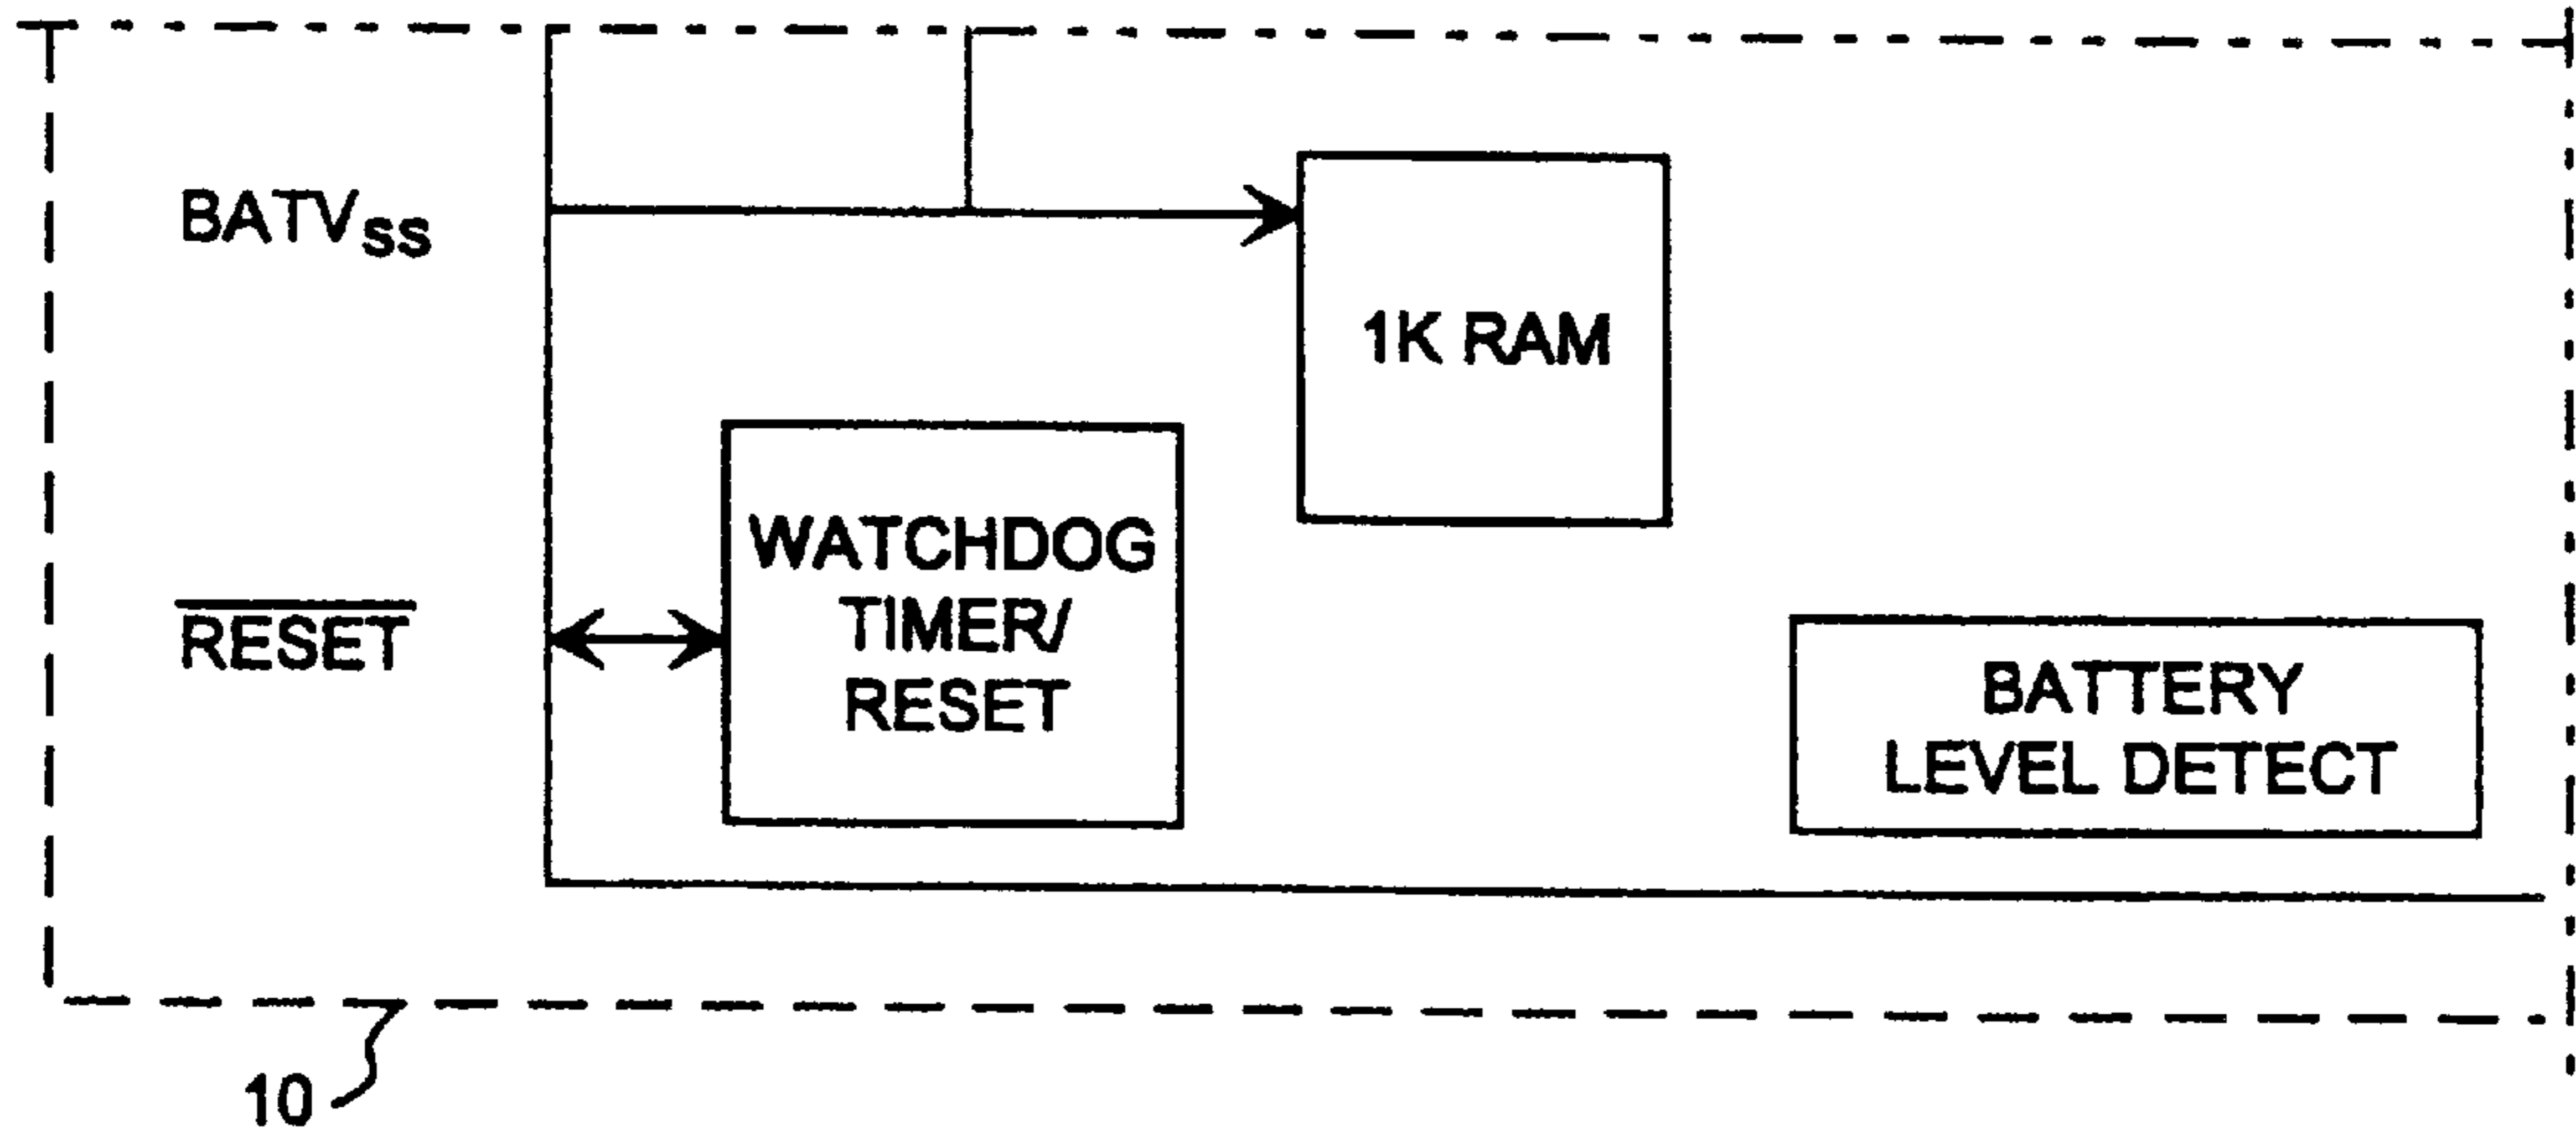 BATVss
1K RAM
WATCHDOG
TIMER/
RESET
RESET
BATTERY
LEVEL DETECT
10